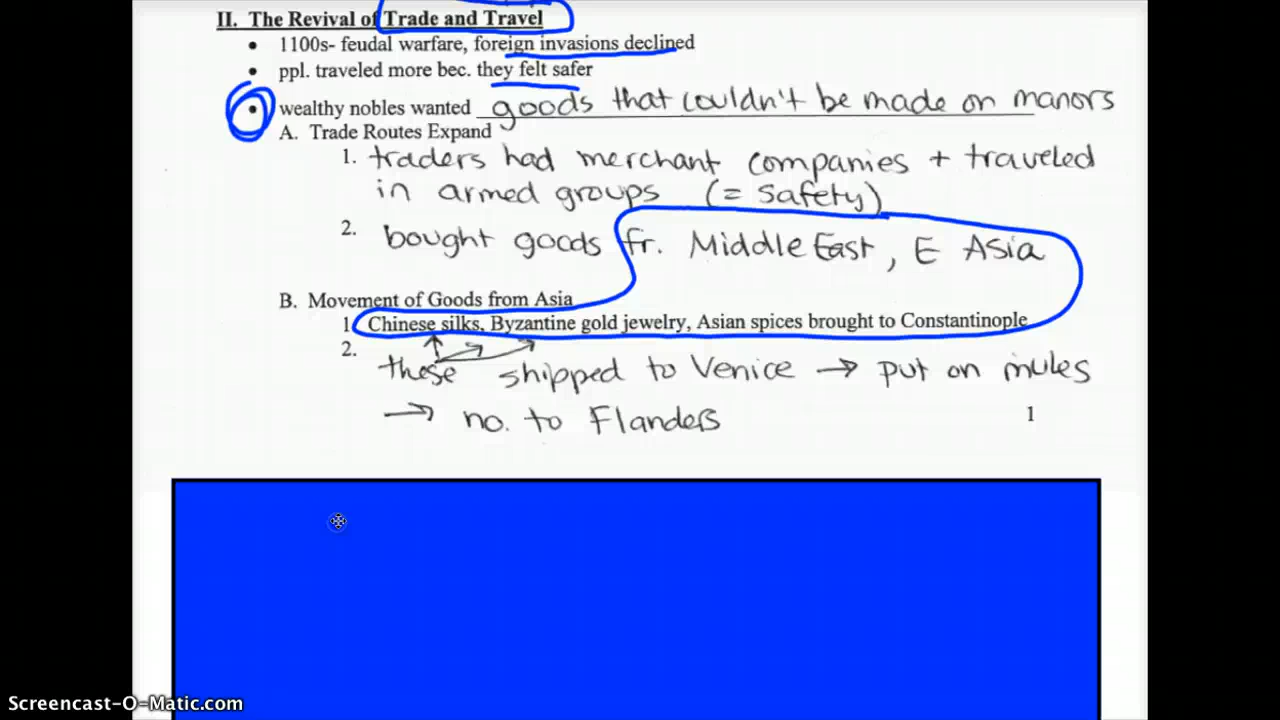 II. The Revival of Trade and Travel
• 1100s- feudal warfare, foreign invasions declined
• ppl. traveled more bec. they felt safer
• wealthy nobles wanted goods that couldn't be made on manors
A. Trade Routes Expand
1. traders had merchant companies + traveled
in armed groups (= safety)
2. bought goods fr. Middle East, E Asia
B. Movement of Goods from Asia
1. Chinese silks, Byzantine gold jewelry, Asian spices brought to Constantinople
2. these shipped to Venice → put on mules
→ no. to Flanders
1
Screencast-O-Matic.com